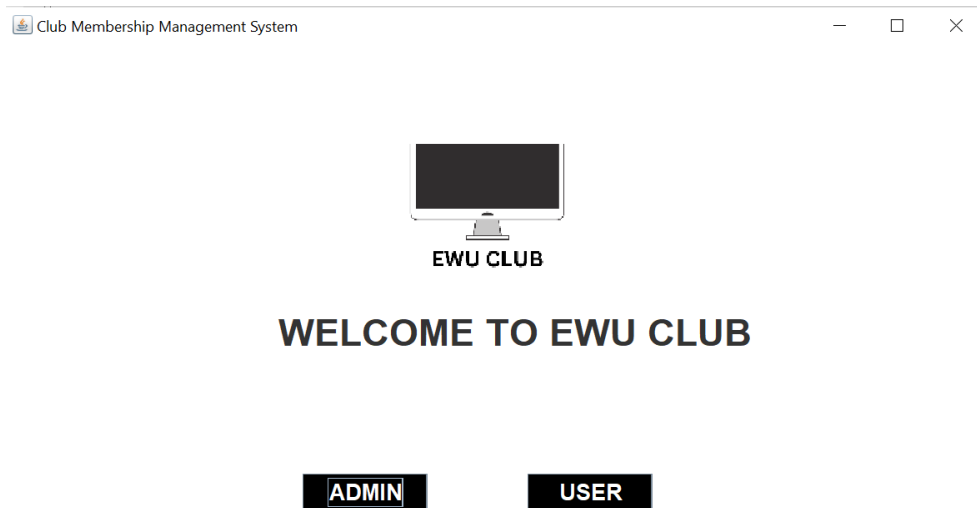 Club Membership Management System
EWU CLUB
WELCOME TO EWU CLUB
ADMIN USER